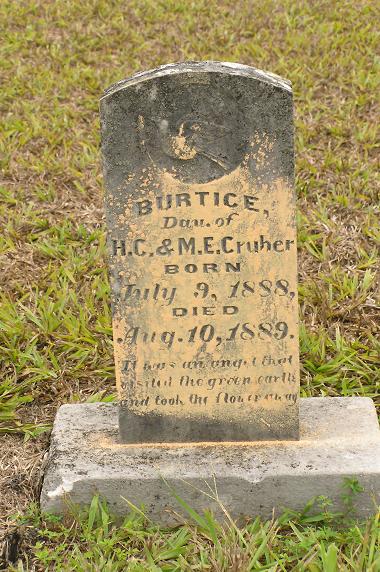 BURTICE,
Dau. of
H.C. & M.E. Cruher
BORN
July 9, 1888,
DIED
Aug. 10, 1889.
It was an angel that
visited the green earth
and took the flower away